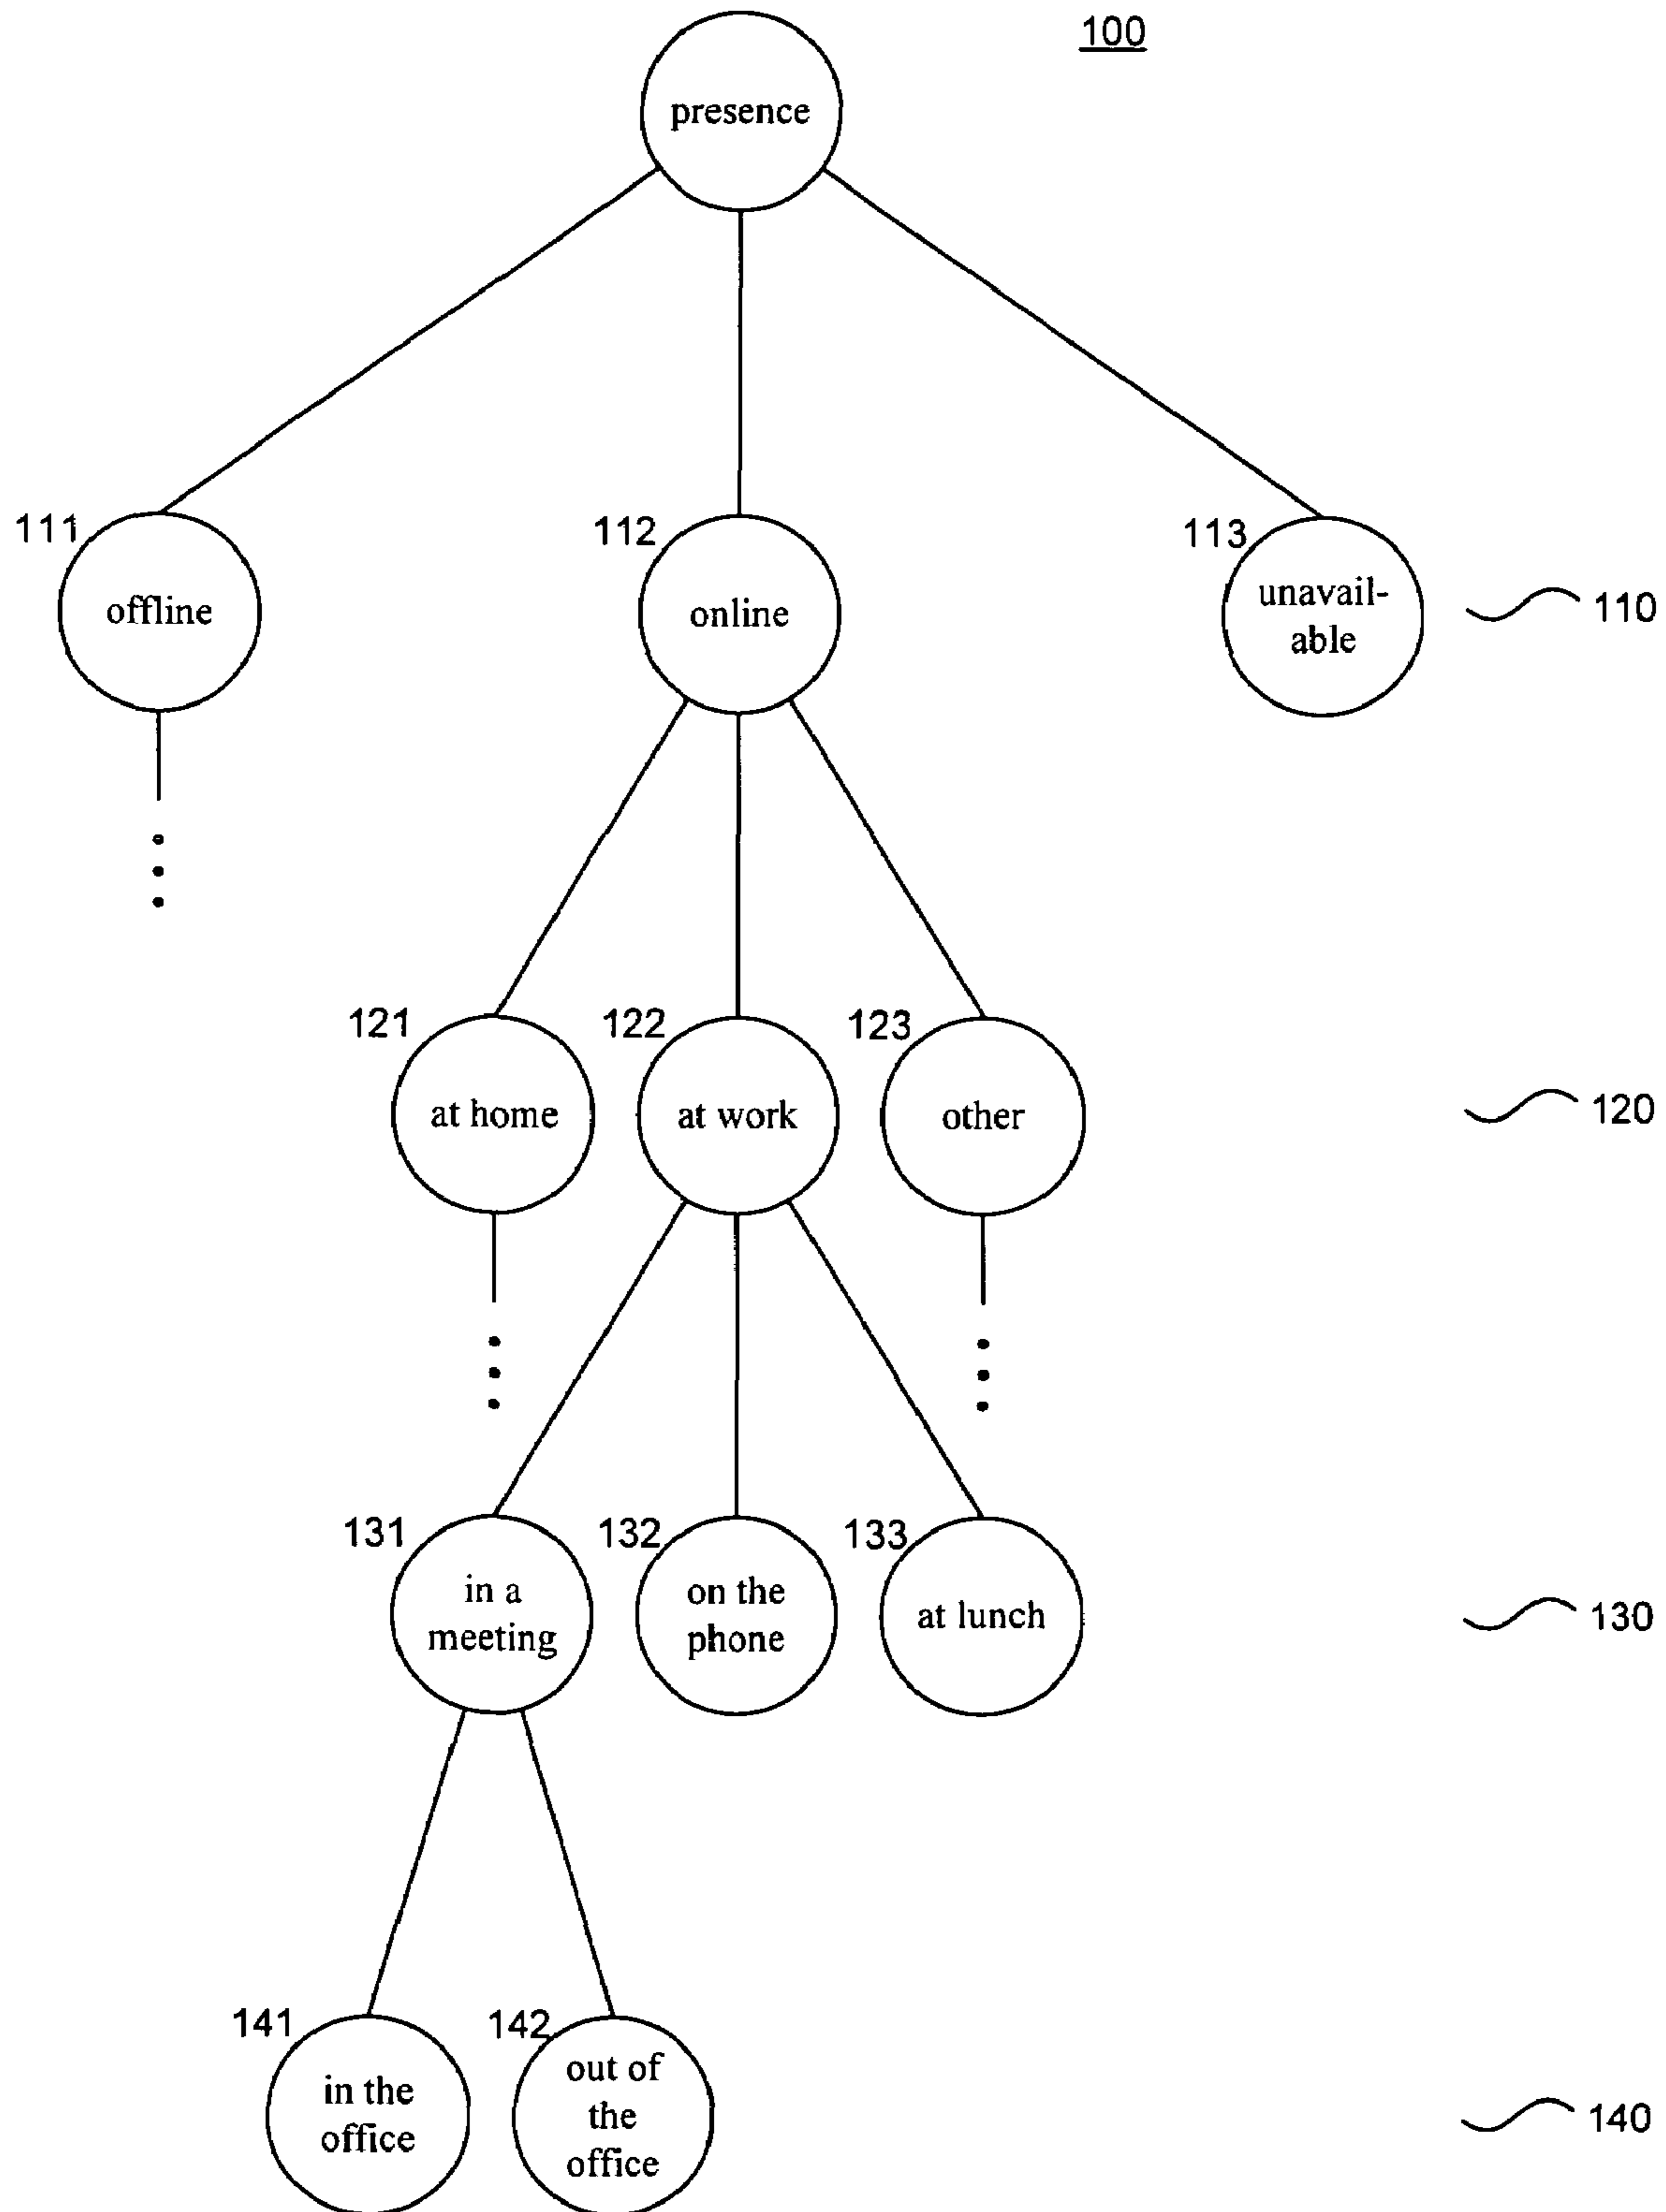 100
presence
111
112
113
offline
online
unavail-
able
110
121
122
123
at home
at work
other
120
131
132
133
in a
meeting
on the
phone
at lunch
130
141
142
in the
office
out of
the
office
140